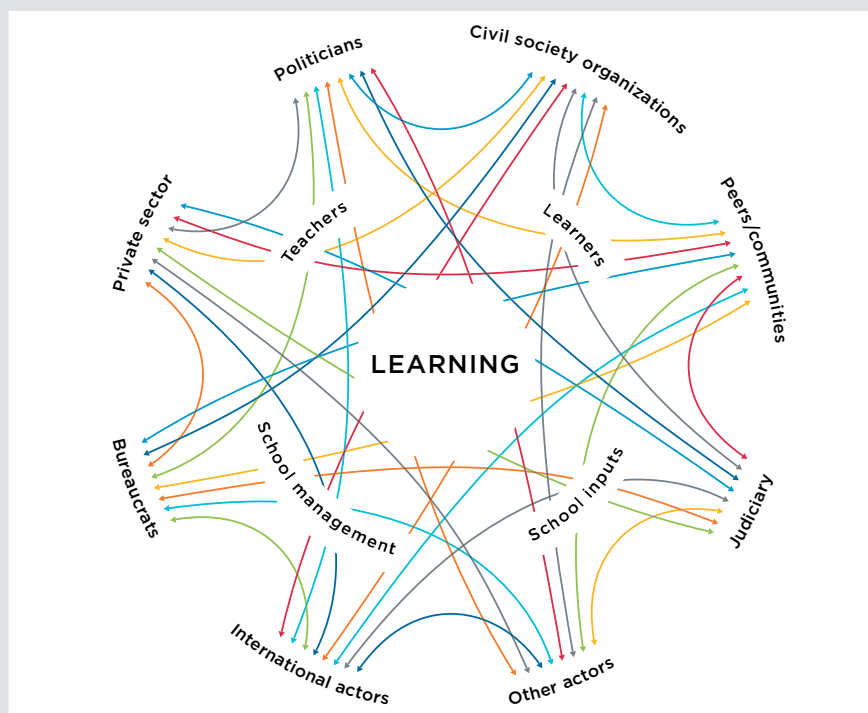 Politicians
Civil society organizations
Private sector
Teachers
Learners
Peers/communities
LEARNING
Bureaucrats
School management
School inputs
Judiciary
International actors
Other actors